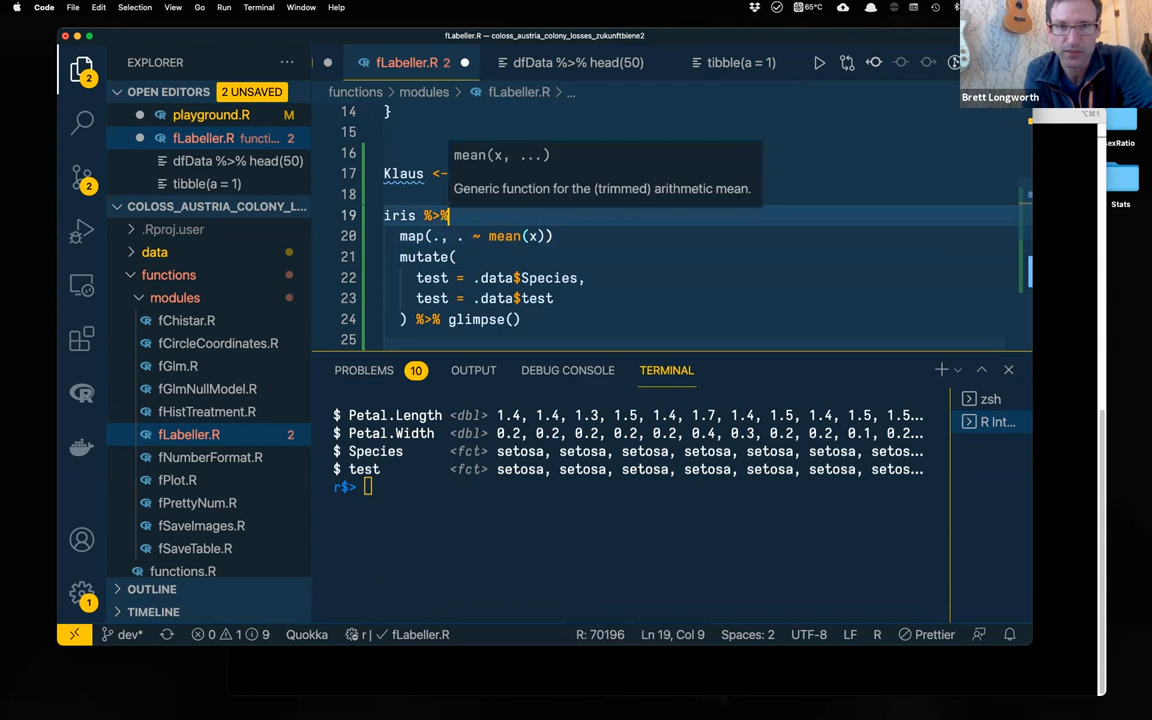 Code File Edit Selection View Go Run Terminal Window Help 65°C
fLabeller.R — coloss_austria_colony_losses_zukunftbiene2
Brett Longworth
EXPLORER ···
fLabeller.R 2
dfData %>% head(50)
tibble(a = 1)
OPEN EDITORS 2 UNSAVED
playground.R M
fLabeller.R functi... 2
dfData %>% head(50)
tibble(a = 1)
COLOSS_AUSTRIA_COLONY_L...
.Rproj.user
data
functions
modules
fChistar.R
fCircleCoordinates.R
fGlm.R
fGlmNullModel.R
fHistTreatment.R
fLabeller.R 2
fNumberFormat.R
fPlot.R
fPrettyNum.R
fSaveImages.R
fSaveTable.R
functions.R
OUTLINE
TIMELINE
functions > modules > fLabeller.R > ...
14 }
15
16
mean(x, ...)
17 Klaus <-
Generic function for the (trimmed) arithmetic mean.
18
19 iris %>%
20 map(., . ~ mean(x))
21 mutate(
22 test = .data$Species,
23 test = .data$test
24 ) %>% glimpse()
25
PROBLEMS 10 OUTPUT DEBUG CONSOLE TERMINAL
zsh
R Int...
$ Petal.Length <dbl> 1.4, 1.4, 1.3, 1.5, 1.4, 1.7, 1.4, 1.5, 1.4, 1.5, 1.5…
$ Petal.Width <dbl> 0.2, 0.2, 0.2, 0.2, 0.2, 0.4, 0.3, 0.2, 0.2, 0.1, 0.2…
$ Species <fct> setosa, setosa, setosa, setosa, setosa, setosa, setos…
$ test <fct> setosa, setosa, setosa, setosa, setosa, setosa, setos…
r$>
dev* 0 1 9 Quokka r | ✓ fLabeller.R R: 70196 Ln 19, Col 9 Spaces: 2 UTF-8 LF R Prettier
2
2
1
⌥⌘1
sexRatio
Stats